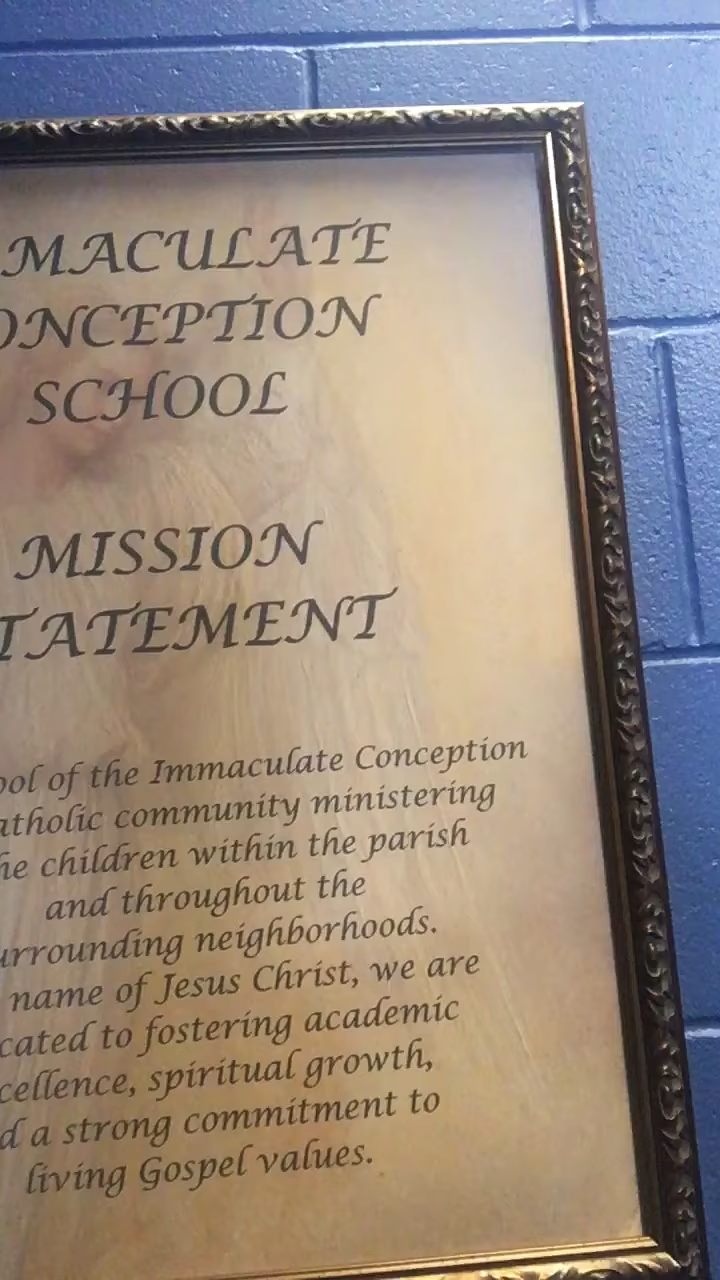 MACULATE
ONCEPTION
SCHOOL
MISSION
TATEMENT
ool of the Immaculate Conception
atholic community ministering
he children within the parish
and throughout the
urrounding neighborhoods.
name of Jesus Christ, we are
cated to fostering academic
cellence, spiritual growth,
d a strong commitment to
living Gospel values.